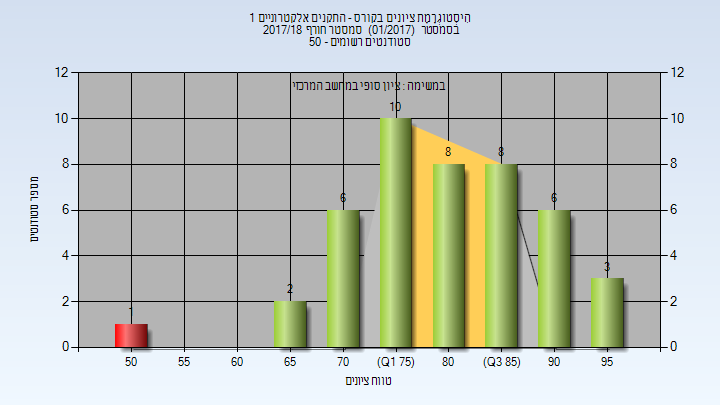 היסטוגרמת ציונים בקורס - התקנים אלקטרוניים 1
בסמסטר (01/2017) סמסטר חורף 2017/18
סטודנטים רשומים - 50
במשימה : ציון סופי במחשב המרכזי
מספר סטודנטים
12 12
10 10
8 8
6 6
4 4
2 2
0 0
1 2 6 10 8 8 6 3
50 55 60 65 70 (Q1 75) 80 (Q3 85) 90 95
טווח ציונים